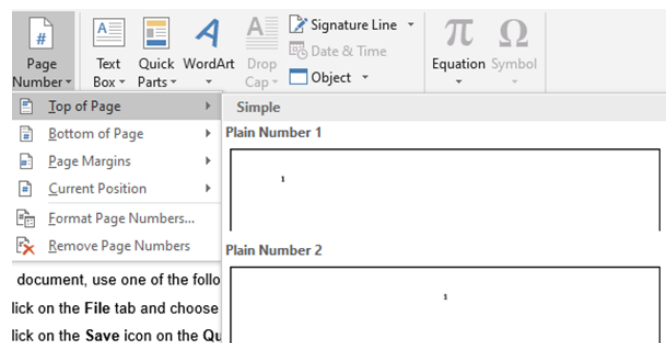 Signature Line
Date & Time
Page Number
Text Box
Quick Parts
WordArt
Drop Cap
Object
Equation
Symbol
Top of Page
Bottom of Page
Page Margins
Current Position
Format Page Numbers...
Remove Page Numbers
Simple
Plain Number 1
1
Plain Number 2
1
document, use one of the follo
lick on the File tab and choose
lick on the Save icon on the Qu